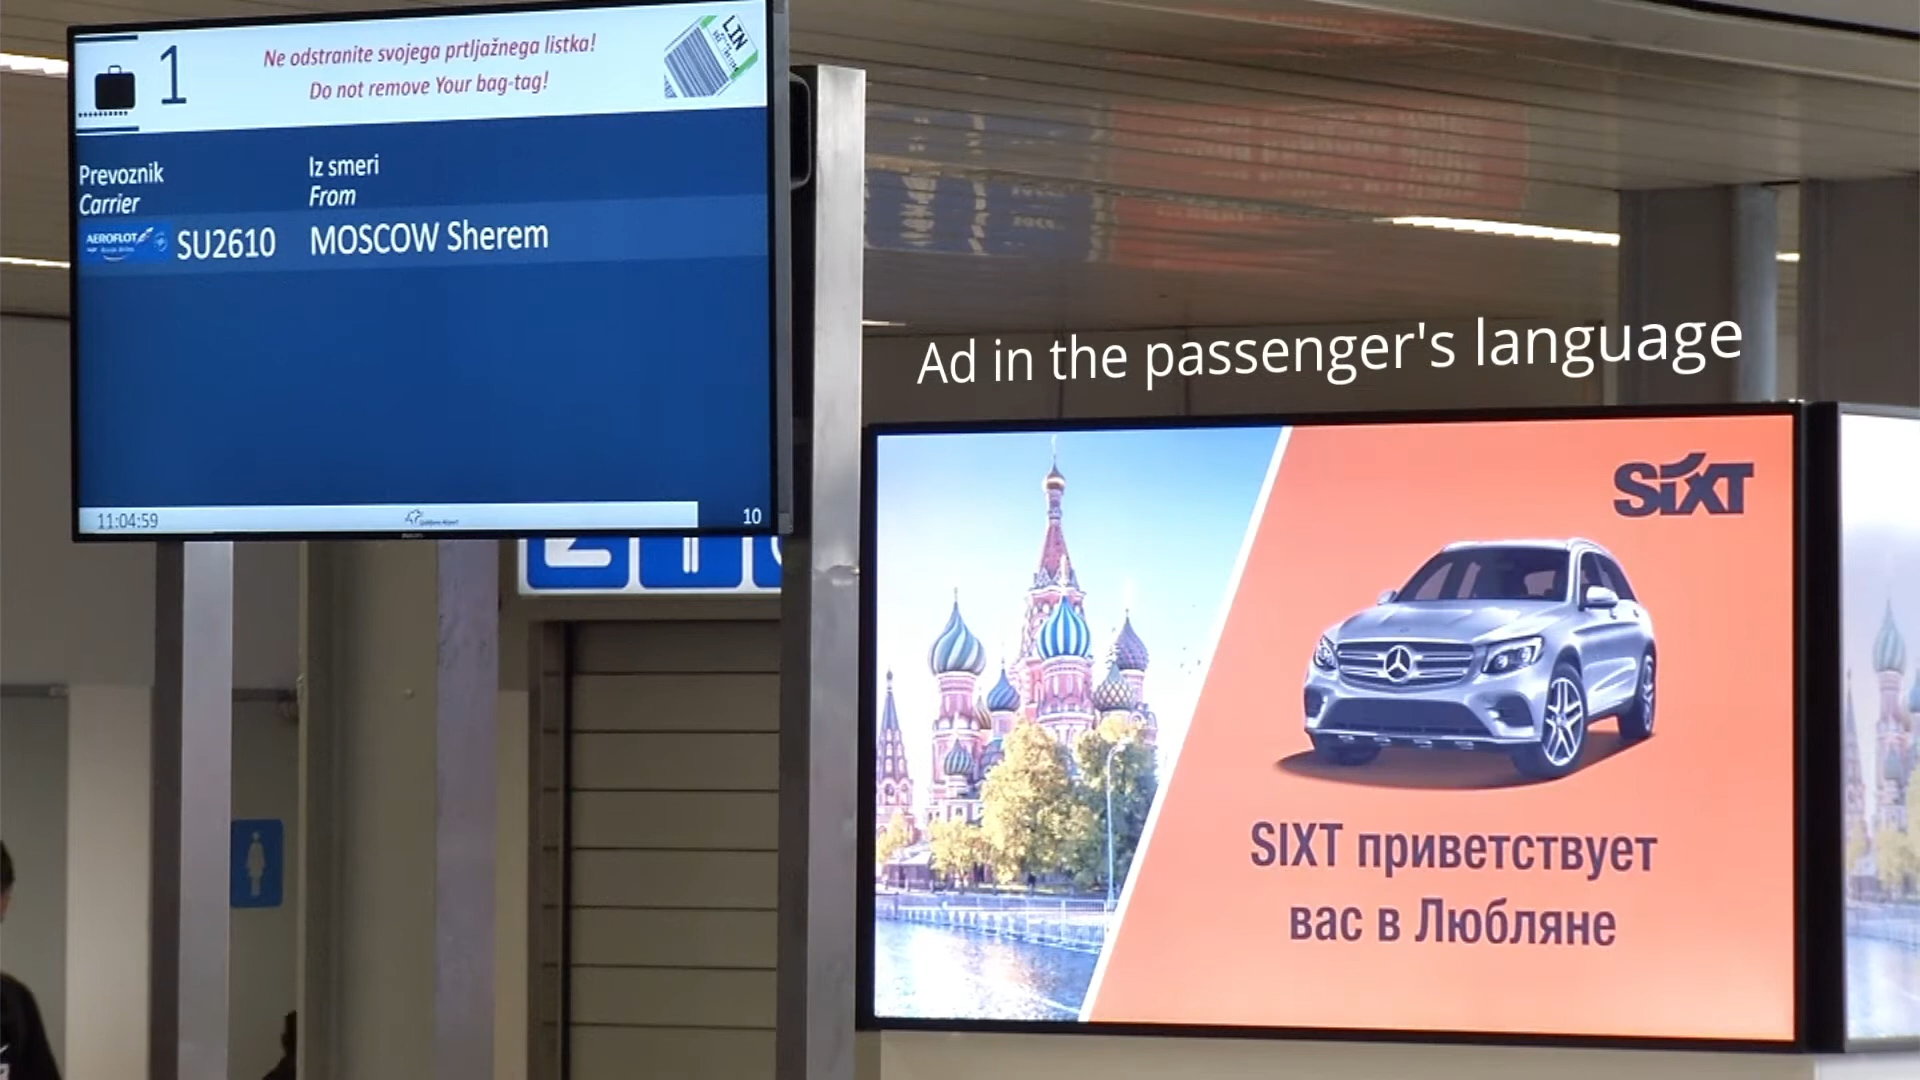 1
Ne odstranite svojega prtljažnega listka!
Do not remove Your bag-tag!
LIN
Prevoznik
Carrier
Iz smeri
From
AEROFLOT
SU2610
MOSCOW Sherem
11:04:59
10
Ad in the passenger's language
SIXT
SIXT приветствует
вас в Любляне